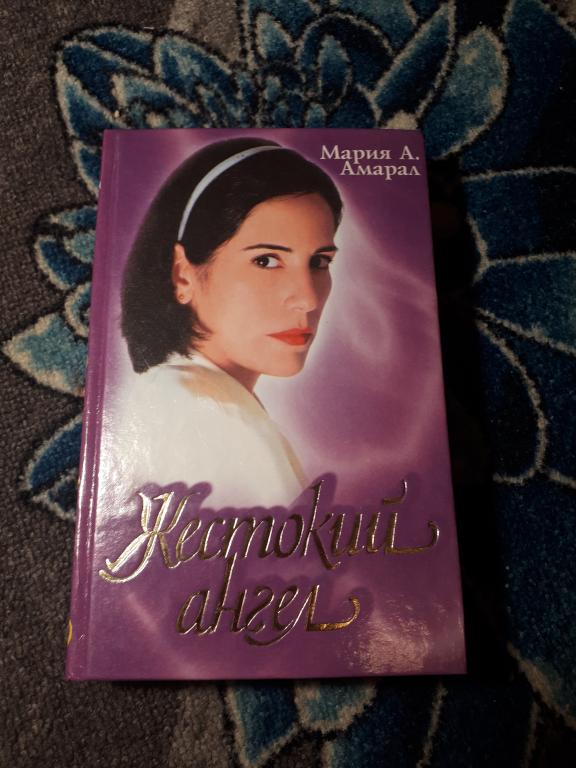 Мария А.
Амарал
Жестокий
ангел